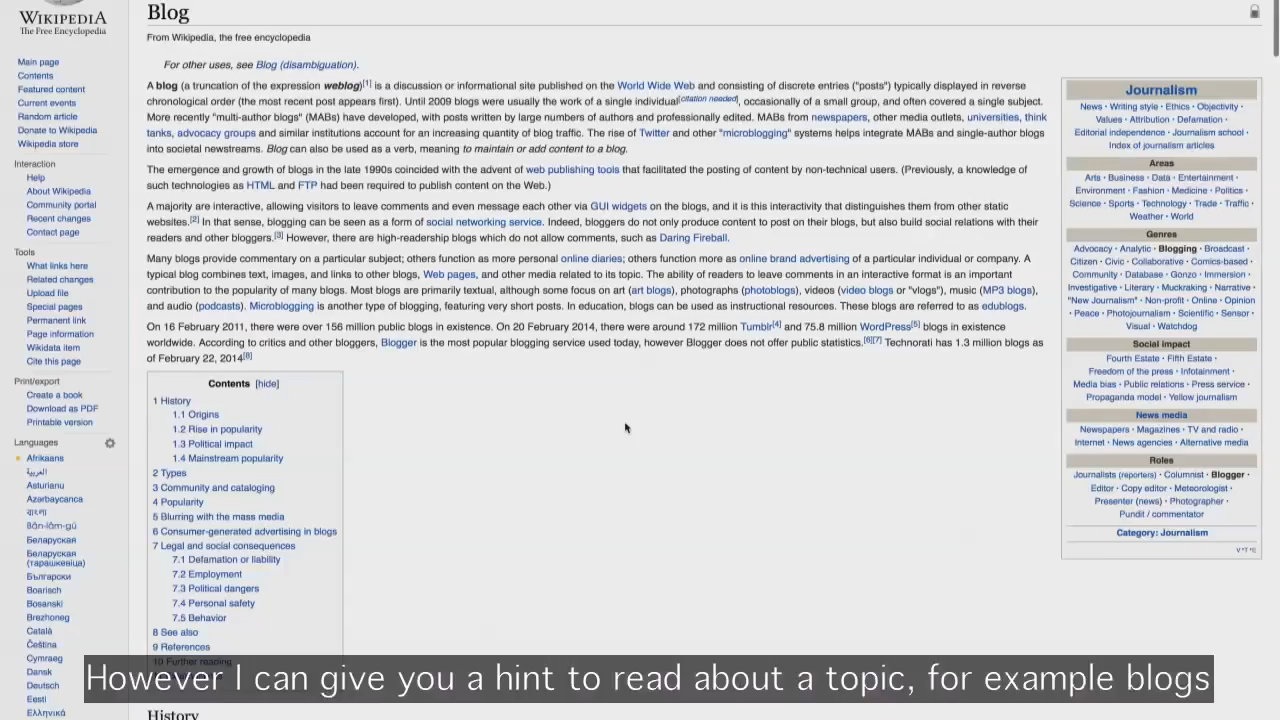 WIKIPEDIA
The Free Encyclopedia
Main page
Contents
Featured content
Current events
Random article
Donate to Wikipedia
Wikipedia store
Interaction
Help
About Wikipedia
Community portal
Recent changes
Contact page
Tools
What links here
Related changes
Upload file
Special pages
Permanent link
Page information
Wikidata item
Cite this page
Print/export
Create a book
Download as PDF
Printable version
Languages
Afrikaans
العربية
Asturianu
Azərbaycanca
বাংলা
Bân-lâm-gú
Беларуская
Беларуская
(тарашкевіца)
Български
Boarisch
Bosanski
Brezhoneg
Català
Čeština
Cymraeg
Dansk
Deutsch
Eesti
Ελληνικά
Blog
From Wikipedia, the free encyclopedia
For other uses, see Blog (disambiguation).
A blog (a truncation of the expression weblog)[1] is a discussion or informational site published on the World Wide Web and consisting of discrete entries ("posts") typically displayed in reverse
chronological order (the most recent post appears first). Until 2009 blogs were usually the work of a single individual[citation needed], occasionally of a small group, and often covered a single subject.
More recently "multi-author blogs" (MABs) have developed, with posts written by large numbers of authors and professionally edited. MABs from newspapers, other media outlets, universities, think
tanks, advocacy groups and similar institutions account for an increasing quantity of blog traffic. The rise of Twitter and other "microblogging" systems helps integrate MABs and single-author blogs
into societal newstreams. Blog can also be used as a verb, meaning to maintain or add content to a blog.
The emergence and growth of blogs in the late 1990s coincided with the advent of web publishing tools that facilitated the posting of content by non-technical users. (Previously, a knowledge of
such technologies as HTML and FTP had been required to publish content on the Web.)
A majority are interactive, allowing visitors to leave comments and even message each other via GUI widgets on the blogs, and it is this interactivity that distinguishes them from other static
websites.[2] In that sense, blogging can be seen as a form of social networking service. Indeed, bloggers do not only produce content to post on their blogs, but also build social relations with their
readers and other bloggers.[3] However, there are high-readership blogs which do not allow comments, such as Daring Fireball.
Many blogs provide commentary on a particular subject; others function as more personal online diaries; others function more as online brand advertising of a particular individual or company. A
typical blog combines text, images, and links to other blogs, Web pages, and other media related to its topic. The ability of readers to leave comments in an interactive format is an important
contribution to the popularity of many blogs. Most blogs are primarily textual, although some focus on art (art blogs), photographs (photoblogs), videos (video blogs or "vlogs"), music (MP3 blogs),
and audio (podcasts). Microblogging is another type of blogging, featuring very short posts. In education, blogs can be used as instructional resources. These blogs are referred to as edublogs.
On 16 February 2011, there were over 156 million public blogs in existence. On 20 February 2014, there were around 172 million Tumblr[4] and 75.8 million WordPress[5] blogs in existence
worldwide. According to critics and other bloggers, Blogger is the most popular blogging service used today, however Blogger does not offer public statistics.[6][7] Technorati has 1.3 million blogs as
of February 22, 2014[8]
Contents [hide]
1 History
1.1 Origins
1.2 Rise in popularity
1.3 Political impact
1.4 Mainstream popularity
2 Types
3 Community and cataloging
4 Popularity
5 Blurring with the mass media
6 Consumer-generated advertising in blogs
7 Legal and social consequences
7.1 Defamation or liability
7.2 Employment
7.3 Political dangers
7.4 Personal safety
7.5 Behavior
8 See also
9 References
10 Further reading
History
Journalism
News · Writing style · Ethics · Objectivity ·
Values · Attribution · Defamation ·
Editorial independence · Journalism school ·
Index of journalism articles
Areas
Arts · Business · Data · Entertainment ·
Environment · Fashion · Medicine · Politics ·
Science · Sports · Technology · Trade · Traffic ·
Weather · World
Genres
Advocacy · Analytic · Blogging · Broadcast ·
Citizen · Civic · Collaborative · Comics-based ·
Community · Database · Gonzo · Immersion ·
Investigative · Literary · Muckraking · Narrative ·
"New Journalism" · Non-profit · Online · Opinion
· Peace · Photojournalism · Scientific · Sensor ·
Visual · Watchdog
Social impact
Fourth Estate · Fifth Estate ·
Freedom of the press · Infotainment ·
Media bias · Public relations · Press service ·
Propaganda model · Yellow journalism
News media
Newspapers · Magazines · TV and radio ·
Internet · News agencies · Alternative media
Roles
Journalists (reporters) · Columnist · Blogger ·
Editor · Copy editor · Meteorologist ·
Presenter (news) · Photographer ·
Pundit / commentator
Category: Journalism
V · T · E
However I can give you a hint to read about a topic, for example blogs